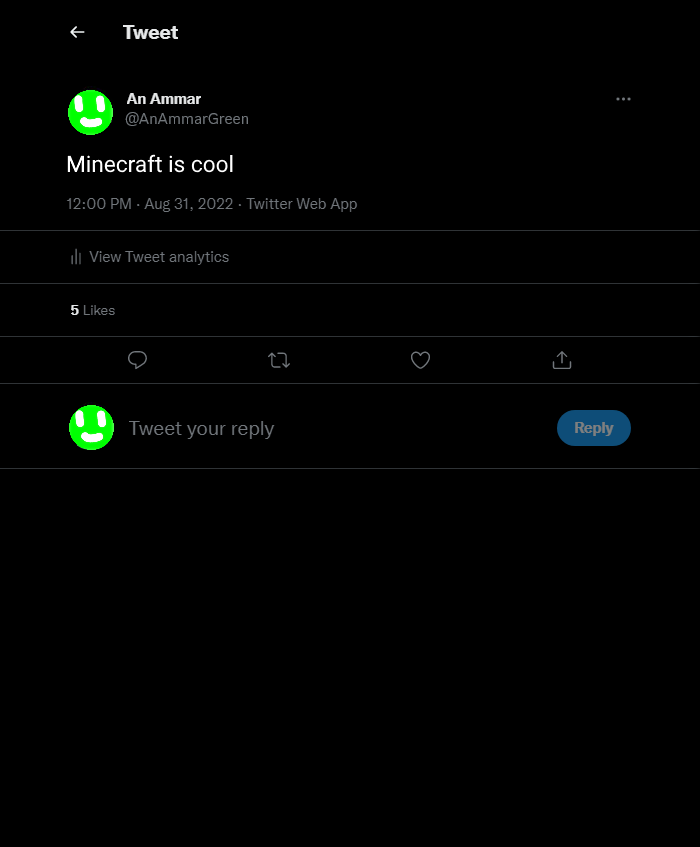 Tweet
An Ammar
@AnAmmarGreen
Minecraft is cool
12:00 PM · Aug 31, 2022 · Twitter Web App
View Tweet analytics
5 Likes
Tweet your reply
Reply